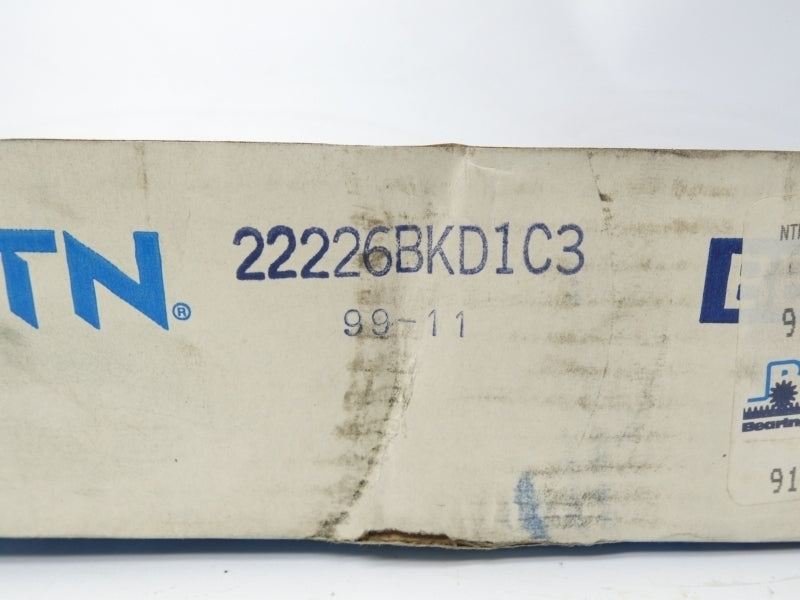 TN®
22226BKD1C3
99-11
NT
9
B
Bearin
91